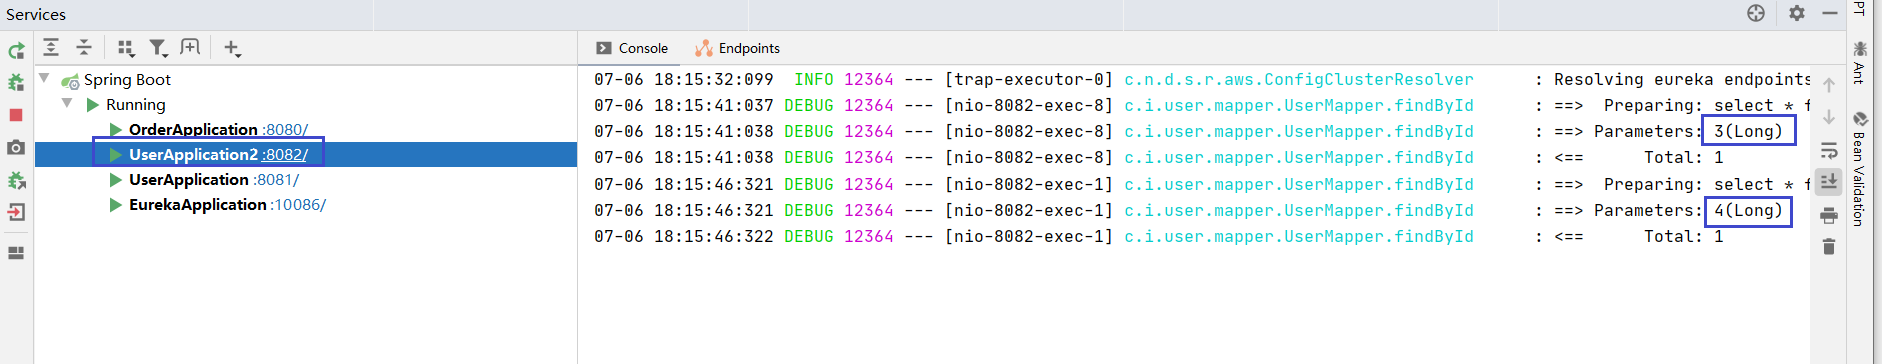 Services
Spring Boot
Running
OrderApplication :8080/
UserApplication2 :8082/
UserApplication :8081/
EurekaApplication :10086/
Console
Endpoints
07-06 18:15:32:099  INFO 12364 --- [trap-executor-0] c.n.d.s.r.aws.ConfigClusterResolver      : Resolving eureka endpoints
07-06 18:15:41:037 DEBUG 12364 --- [nio-8082-exec-8] c.i.user.mapper.UserMapper.findById      : ==>  Preparing: select * f
07-06 18:15:41:038 DEBUG 12364 --- [nio-8082-exec-8] c.i.user.mapper.UserMapper.findById      : ==> Parameters: 3(Long)
07-06 18:15:41:038 DEBUG 12364 --- [nio-8082-exec-8] c.i.user.mapper.UserMapper.findById      : <==      Total: 1
07-06 18:15:46:321 DEBUG 12364 --- [nio-8082-exec-1] c.i.user.mapper.UserMapper.findById      : ==>  Preparing: select * f
07-06 18:15:46:321 DEBUG 12364 --- [nio-8082-exec-1] c.i.user.mapper.UserMapper.findById      : ==> Parameters: 4(Long)
07-06 18:15:46:322 DEBUG 12364 --- [nio-8082-exec-1] c.i.user.mapper.UserMapper.findById      : <==      Total: 1
PT
Ant
Bean Validation